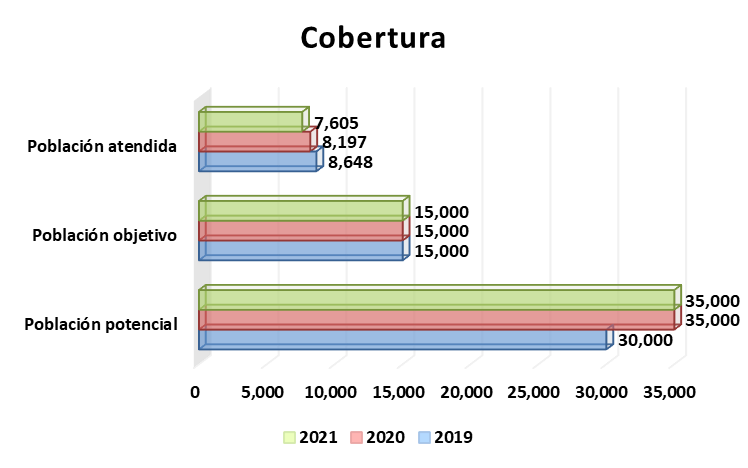 Cobertura
Población atendida
7,605
8,197
8,648
Población objetivo
15,000
15,000
15,000
Población potencial
35,000
35,000
30,000
0 5,000 10,000 15,000 20,000 25,000 30,000 35,000
2021 2020 2019